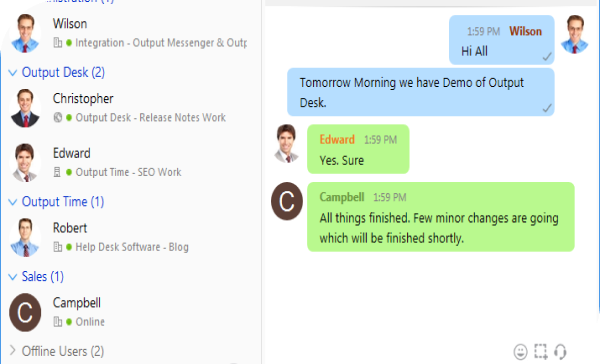 Wilson
Integration - Output Messenger & Outp
Output Desk (2)
Christopher
Output Desk - Release Notes Work
Edward
Output Time - SEO Work
Output Time (1)
Robert
Help Desk Software - Blog
Sales (1)
C
Campbell
Online
Offline Users (2)
1:59 PM Wilson
Hi All
Tomorrow Morning we have Demo of Output
Desk.
Edward 1:59 PM
Yes. Sure
C
Campbell 1:59 PM
All things finished. Few minor changes are going
which will be finished shortly.